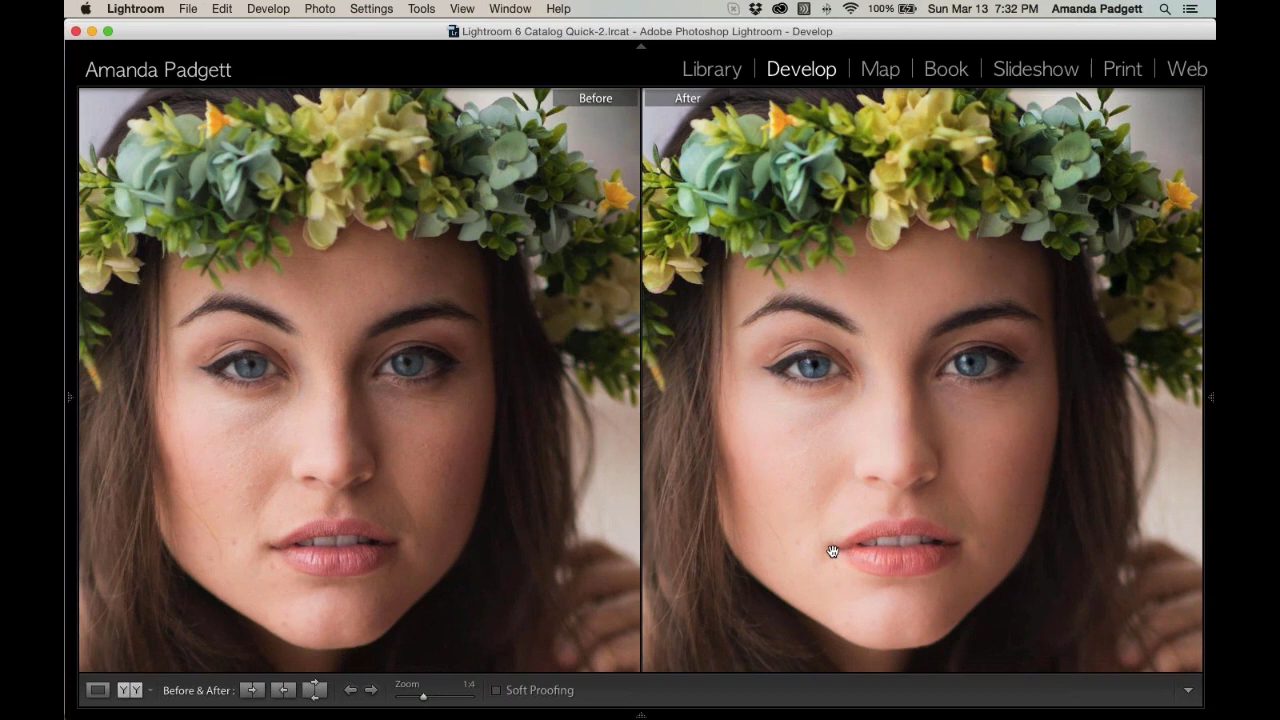 Lightroom File Edit Develop Photo Settings Tools View Window Help 100% Sun Mar 13 7:32 PM Amanda Padgett
Lightroom 6 Catalog Quick-2.lrcat - Adobe Photoshop Lightroom - Develop
Amanda Padgett Library Develop Map Book Slideshow Print Web
Before After
YY Before & After: Zoom 1:4 Soft Proofing